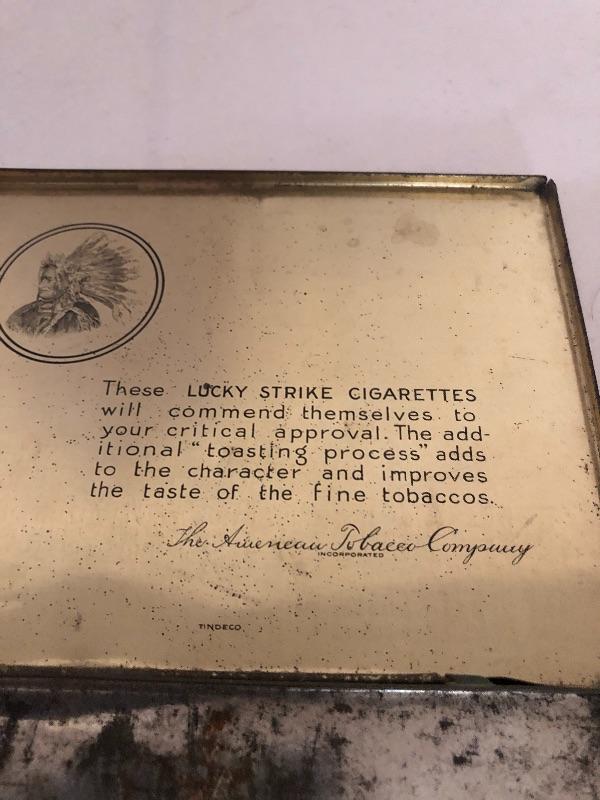 These LUCKY STRIKE CIGARETTES
will commend themselves to
your critical approval. The add-
itional "toasting process" adds
to the character and improves
the taste of the fine tobaccos.
The American Tobacco Company
INCORPORATED
TINDECO